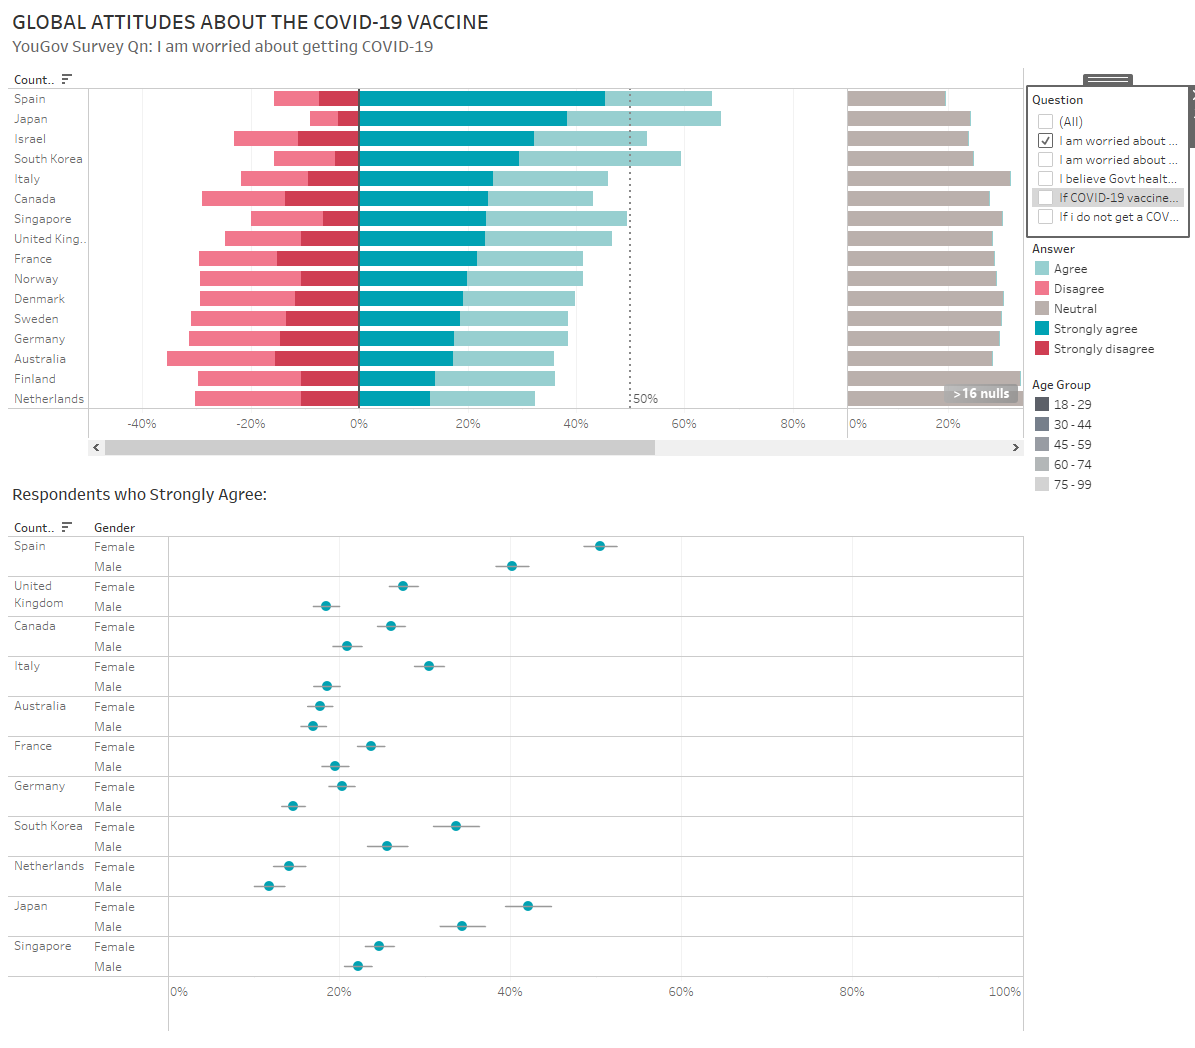 GLOBAL ATTITUDES ABOUT THE COVID-19 VACCINE
YouGov Survey Qn: I am worried about getting COVID-19
Count..
Spain
Japan
Israel
South Korea
Italy
Canada
Singapore
United King..
France
Norway
Denmark
Sweden
Germany
Australia
Finland
Netherlands
50%
>16 nulls
-40% -20% 0% 20% 40% 60% 80% 0% 20%
Question
(All)
I am worried about ...
I am worried about ...
I believe Govt healt...
If COVID-19 vaccine...
If i do not get a COV...
Answer
Agree
Disagree
Neutral
Strongly agree
Strongly disagree
Age Group
18 - 29
30 - 44
45 - 59
60 - 74
75 - 99
Respondents who Strongly Agree:
Count.. Gender
Spain Female
Male
United Kingdom Female
Male
Canada Female
Male
Italy Female
Male
Australia Female
Male
France Female
Male
Germany Female
Male
South Korea Female
Male
Netherlands Female
Male
Japan Female
Male
Singapore Female
Male
0% 20% 40% 60% 80% 100%